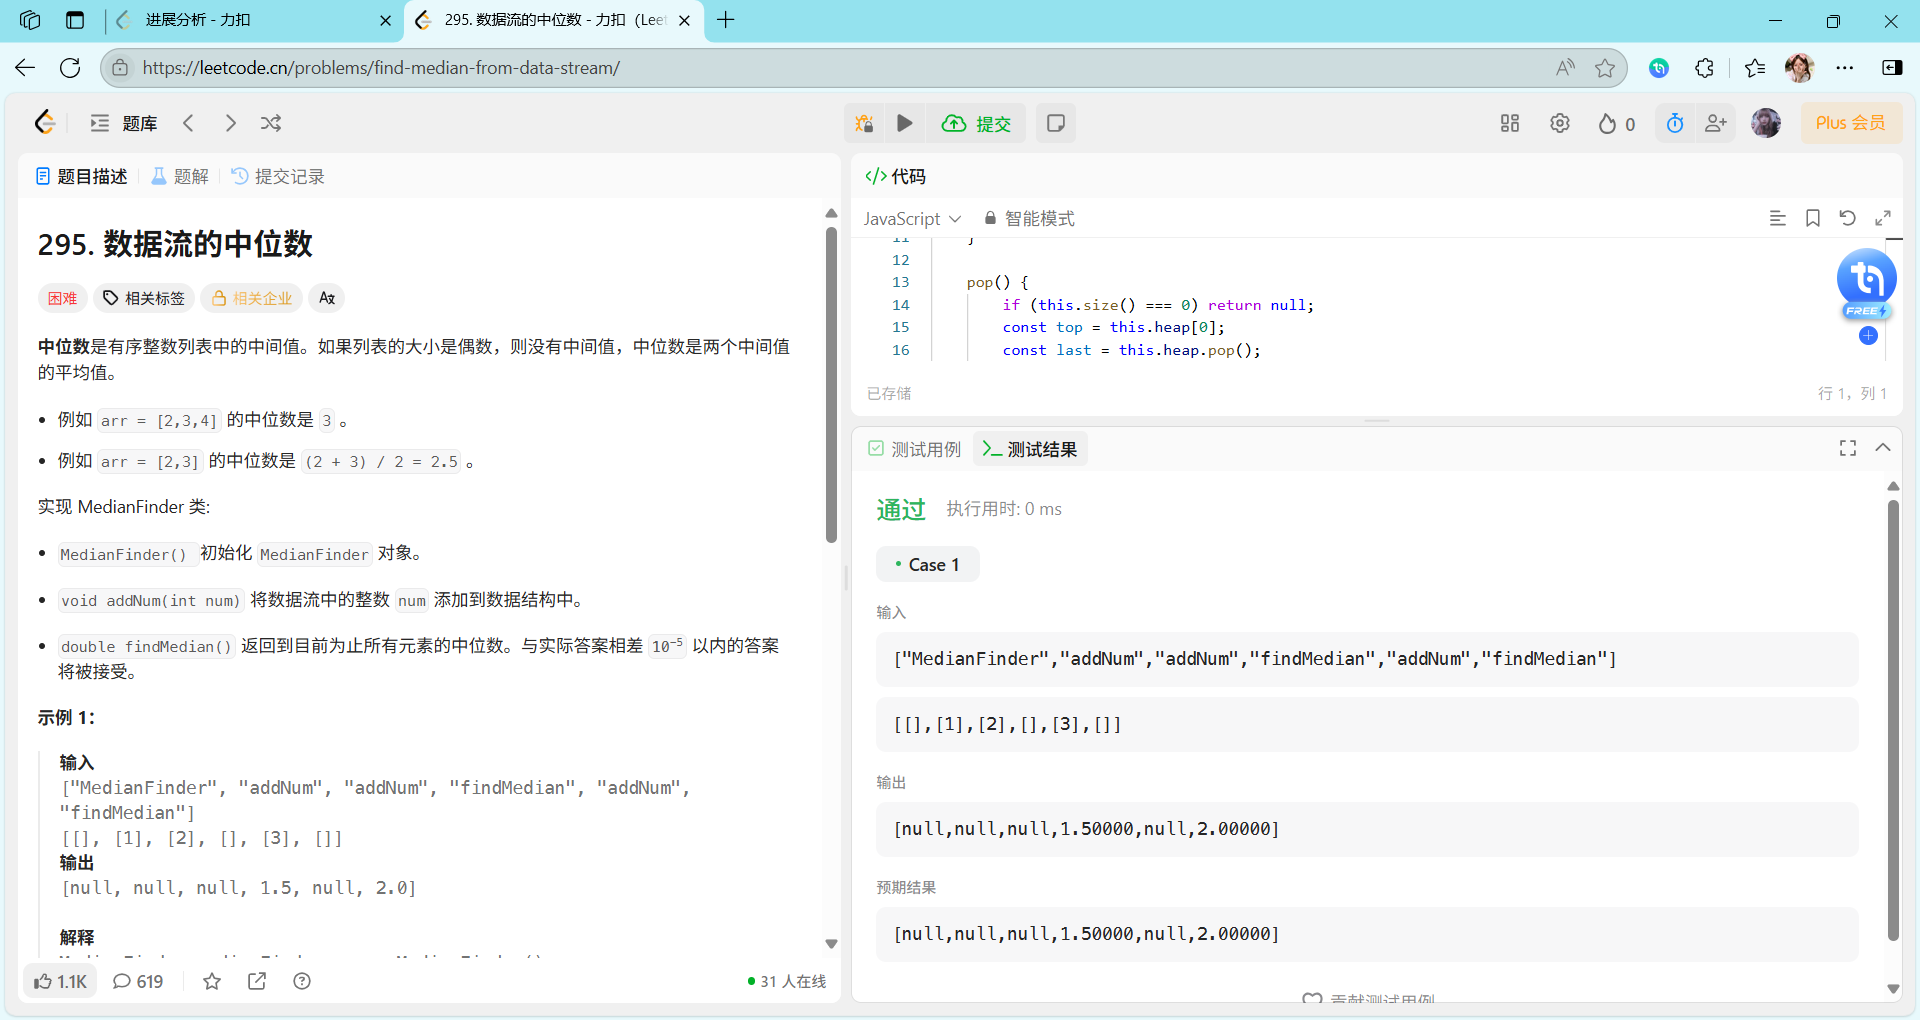 进展分析 - 力扣
295. 数据流的中位数 - 力扣（Leet
https://leetcode.cn/problems/find-median-from-data-stream/
题库
提交
0
Plus 会员
题目描述
题解
提交记录
295. 数据流的中位数
困难
相关标签
相关企业
中位数是有序整数列表中的中间值。如果列表的大小是偶数，则没有中间值，中位数是两个中间值
的平均值。
• 例如 arr = [2,3,4] 的中位数是 3 。
• 例如 arr = [2,3] 的中位数是 (2 + 3) / 2 = 2.5 。
实现 MedianFinder 类:
• MedianFinder() 初始化 MedianFinder 对象。
• void addNum(int num) 将数据流中的整数 num 添加到数据结构中。
• double findMedian() 返回到目前为止所有元素的中位数。与实际答案相差 10⁻⁵ 以内的答案
将被接受。
示例 1：
输入
["MedianFinder", "addNum", "addNum", "findMedian", "addNum",
"findMedian"]
[[], [1], [2], [], [3], []]
输出
[null, null, null, 1.5, null, 2.0]
解释
1.1K
619
31 人在线
</> 代码
JavaScript
智能模式
11 }
12
13 pop() {
14 if (this.size() === 0) return null;
15 const top = this.heap[0];
16 const last = this.heap.pop();
FREE
已存储
行 1，列 1
测试用例
测试结果
通过
执行用时: 0 ms
• Case 1
输入
["MedianFinder","addNum","addNum","findMedian","addNum","findMedian"]
[[],[1],[2],[],[3],[]]
输出
[null,null,null,1.50000,null,2.00000]
预期结果
[null,null,null,1.50000,null,2.00000]
贡献测试用例